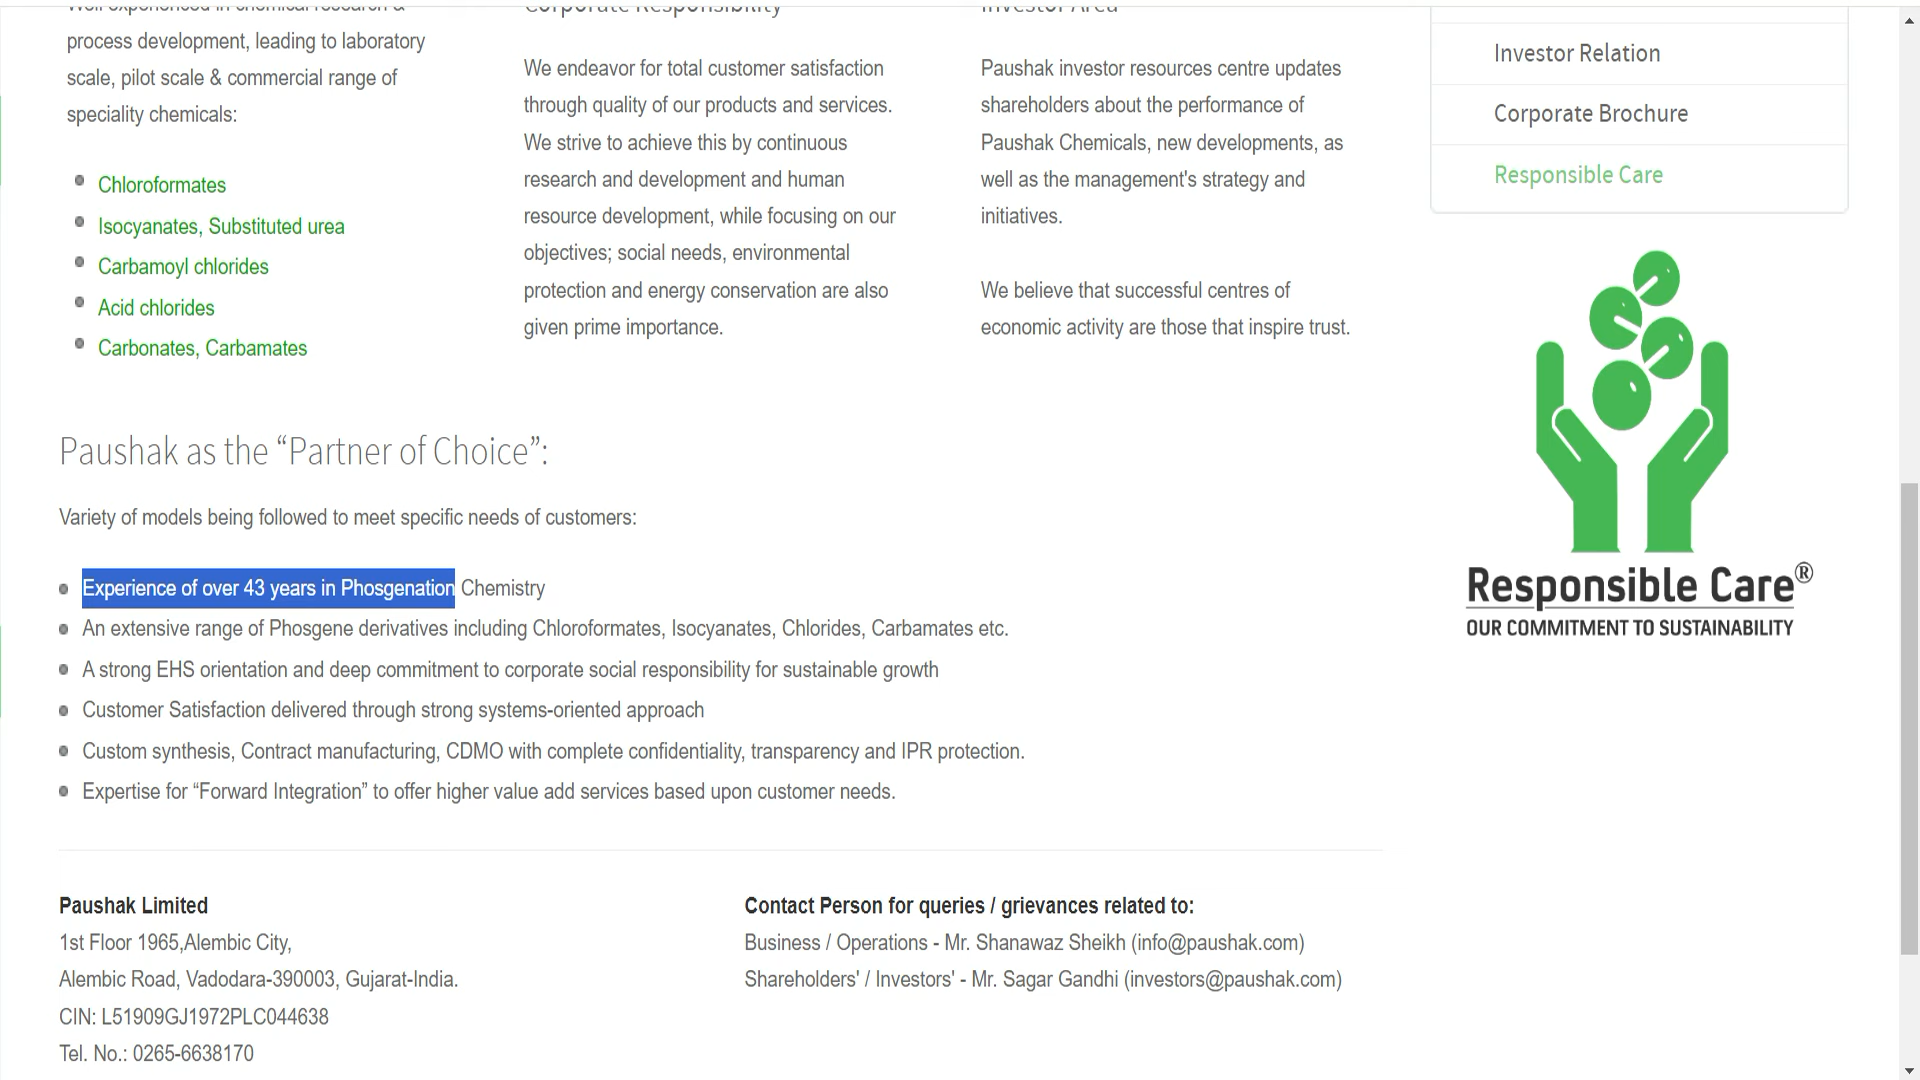 Well experienced in chemical research &
process development, leading to laboratory
scale, pilot scale & commercial range of
speciality chemicals:
Chloroformates
Isocyanates, Substituted urea
Carbamoyl chlorides
Acid chlorides
Carbonates, Carbamates
Corporate Responsibility
We endeavor for total customer satisfaction
through quality of our products and services.
We strive to achieve this by continuous
research and development and human
resource development, while focusing on our
objectives; social needs, environmental
protection and energy conservation are also
given prime importance.
Investor Area
Paushak investor resources centre updates
shareholders about the performance of
Paushak Chemicals, new developments, as
well as the management's strategy and
initiatives.
We believe that successful centres of
economic activity are those that inspire trust.
Investor Relation
Corporate Brochure
Responsible Care
Responsible Care®
OUR COMMITMENT TO SUSTAINABILITY
Paushak as the “Partner of Choice”:
Variety of models being followed to meet specific needs of customers:
Experience of over 43 years in Phosgenation Chemistry
An extensive range of Phosgene derivatives including Chloroformates, Isocyanates, Chlorides, Carbamates etc.
A strong EHS orientation and deep commitment to corporate social responsibility for sustainable growth
Customer Satisfaction delivered through strong systems-oriented approach
Custom synthesis, Contract manufacturing, CDMO with complete confidentiality, transparency and IPR protection.
Expertise for “Forward Integration” to offer higher value add services based upon customer needs.
Paushak Limited
1st Floor 1965,Alembic City,
Alembic Road, Vadodara-390003, Gujarat-India.
CIN: L51909GJ1972PLC044638
Tel. No.: 0265-6638170
Contact Person for queries / grievances related to:
Business / Operations - Mr. Shanawaz Sheikh (info@paushak.com)
Shareholders' / Investors' - Mr. Sagar Gandhi (investors@paushak.com)